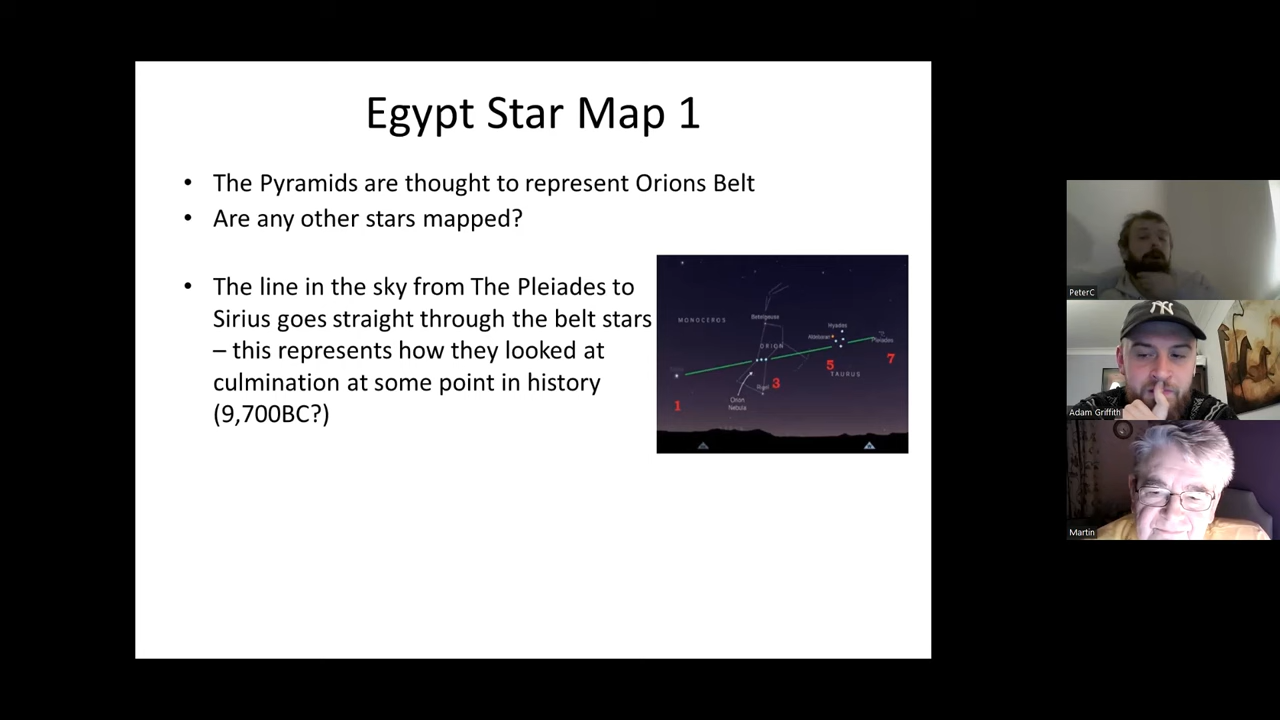 Egypt Star Map 1
• The Pyramids are thought to represent Orions Belt
• Are any other stars mapped?
• The line in the sky from The Pleiades to
Sirius goes straight through the belt stars
– this represents how they looked at
culmination at some point in history
(9,700BC?)
MONOCEROS
Betelgeuse
ORION
Rigel
Orion
Nebula
Hyades
Aldebaran
TAURUS
Pleiades
1
3
5
7
PeterC
Adam Griffith
Martin